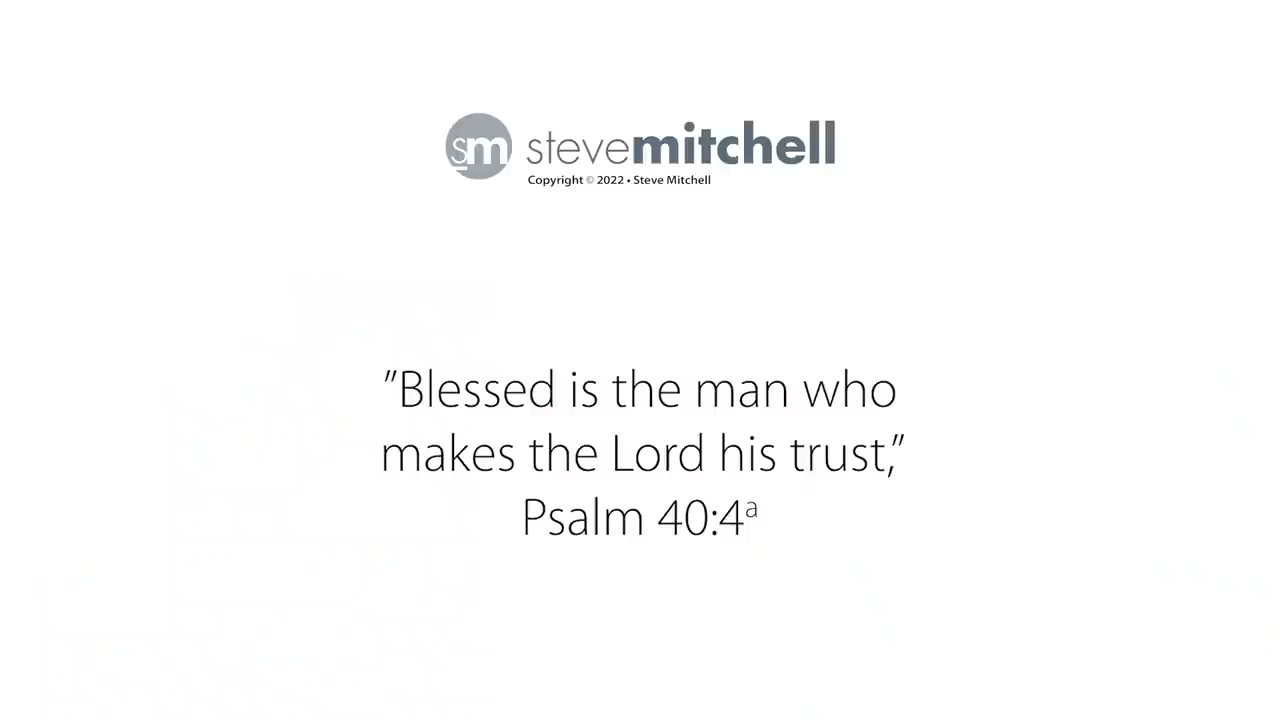 sm stevemitchell
Copyright © 2022 • Steve Mitchell
"Blessed is the man who
makes the Lord his trust,"
Psalm 40:4ᵃ